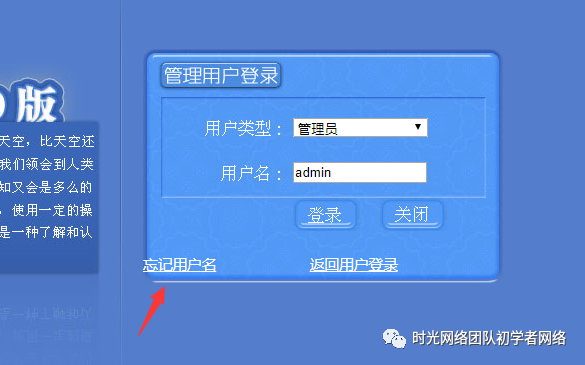 版
管理用户登录
天空，比天空还
我们领会到人类
知又会是多么的
，使用一定的操
是一种了解和认
用户类型：
管理员
用户名：
admin
登录
关闭
忘记用户名
返回用户登录
时光网络团队初学者网络